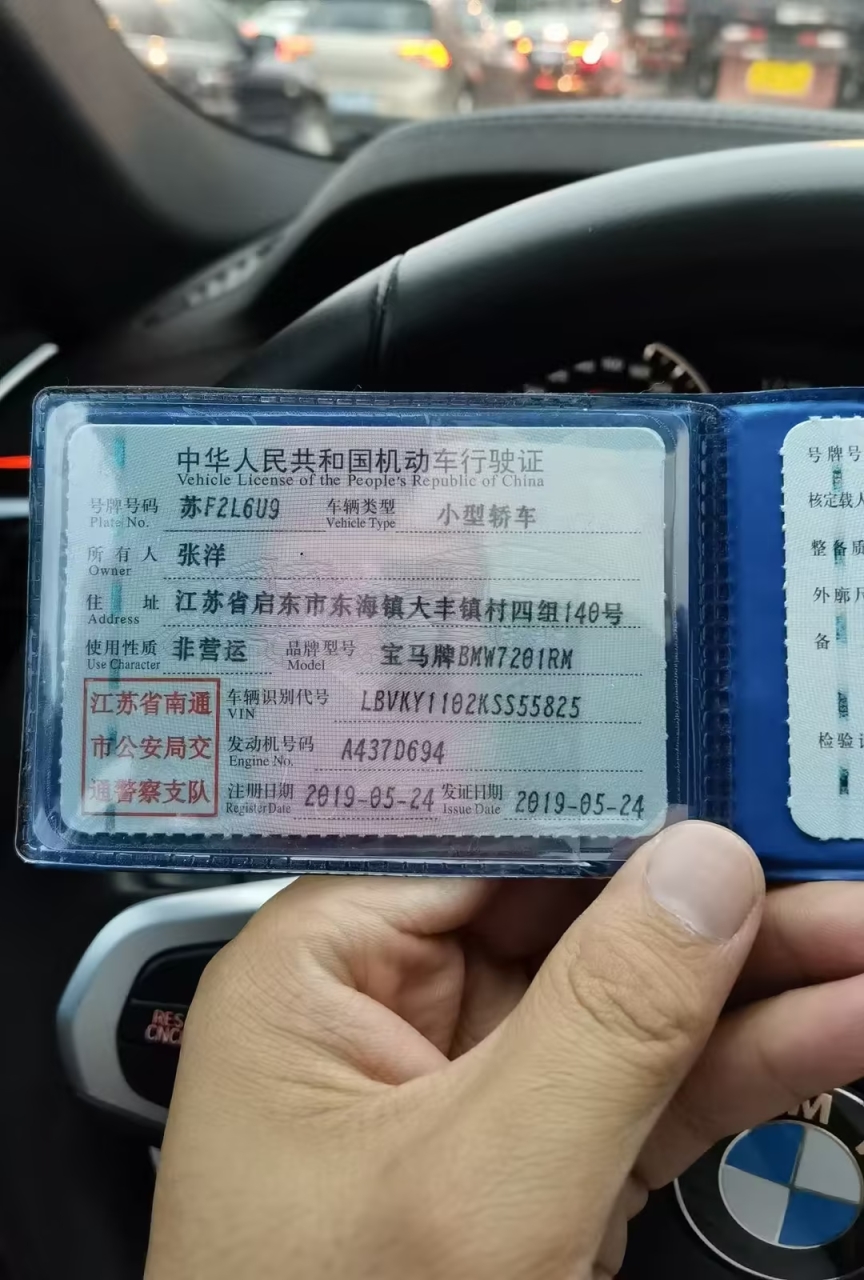 中华人民共和国机动车行驶证
Vehicle License of the People's Republic of China
号牌号码 苏F2L6U9 车辆类型 小型轿车
Plate No. Vehicle Type
所有人 张洋
Owner
住址 江苏省启东市东海镇大丰镇村四组140号
Address
使用性质 非营运 品牌型号 宝马牌BMW7201RM
Use Character Model
江苏省南通 车辆识别代号 LBVKY1102KSS55825
VIN
市公安局交 发动机号码 A437D694
Engine No.
通警察支队 注册日期 2019-05-24 发证日期 2019-05-24
Register Date Issue Date
号牌号
核定载人
整备质
外廓尺
备
检验记
RES
CNCL